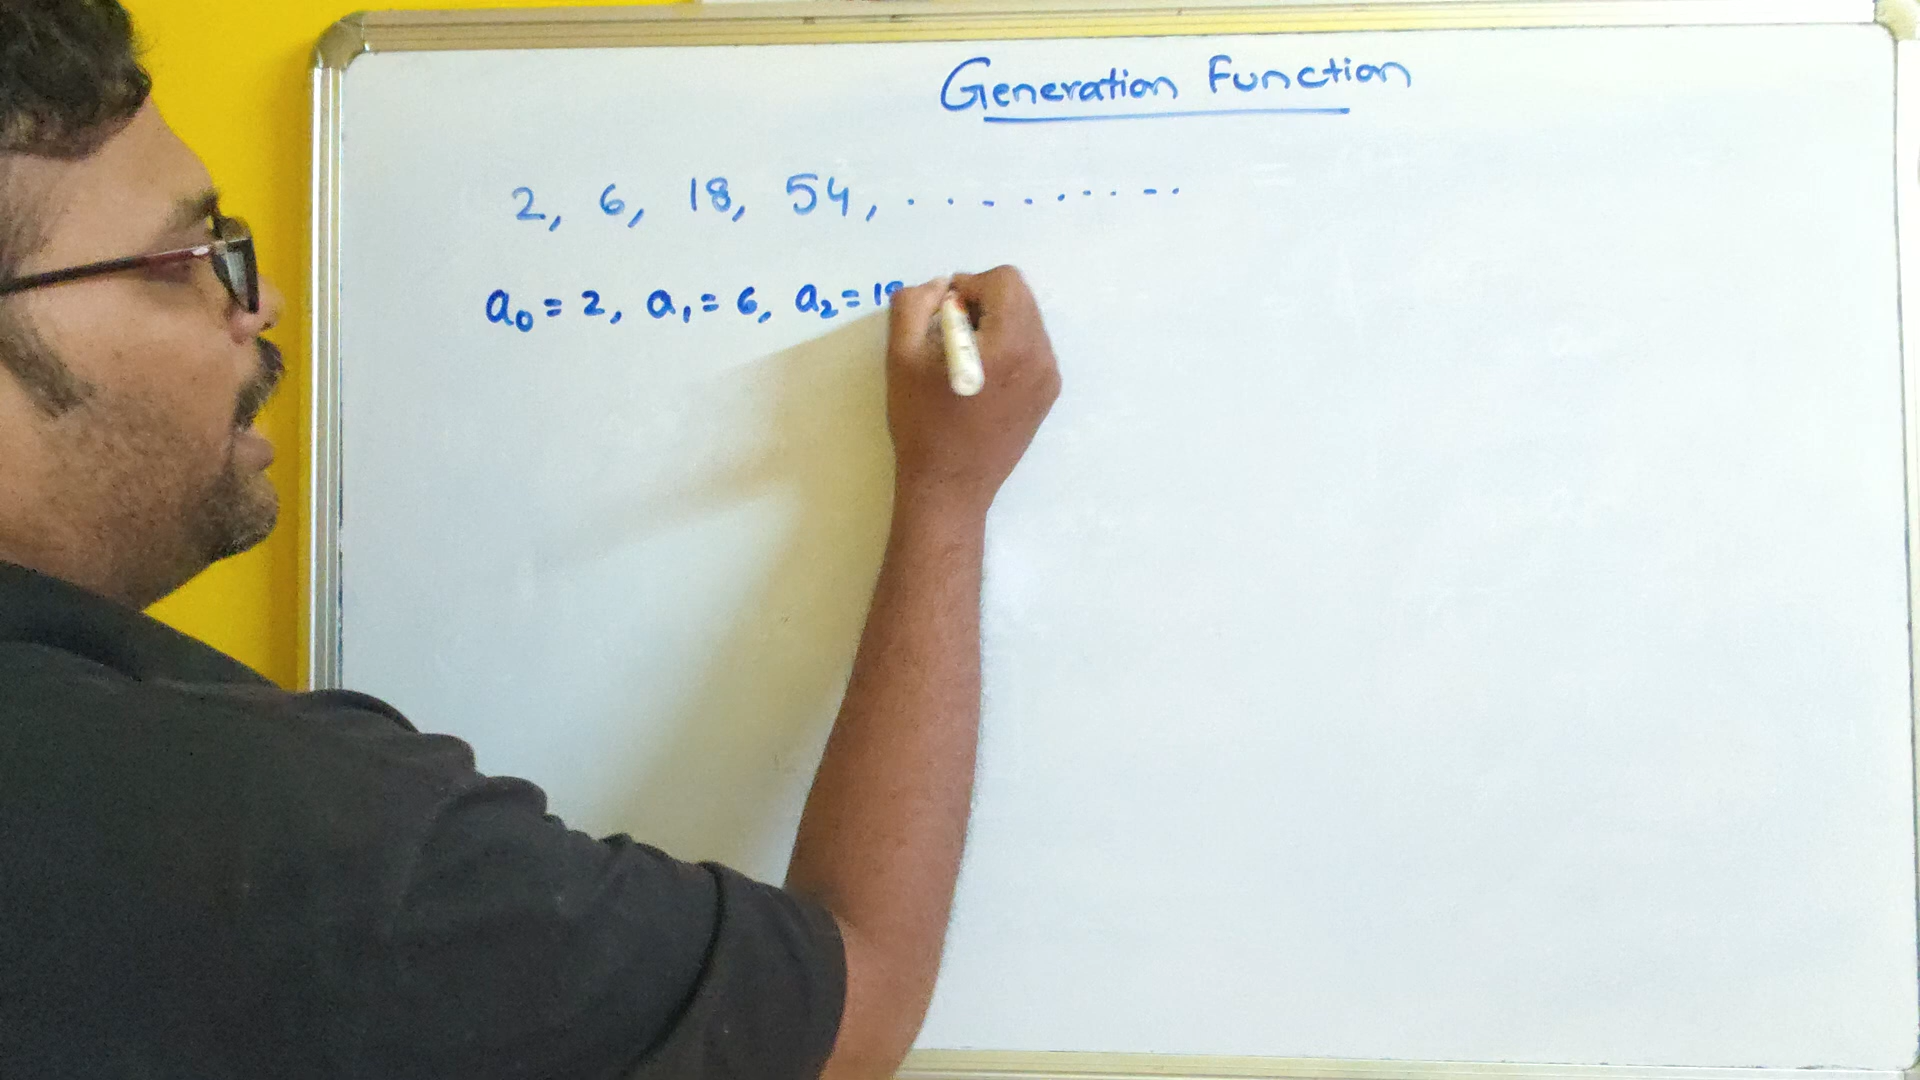 Generation Function
2, 6, 18, 54, ..........
a₀ = 2, a₁ = 6, a₂ = 18